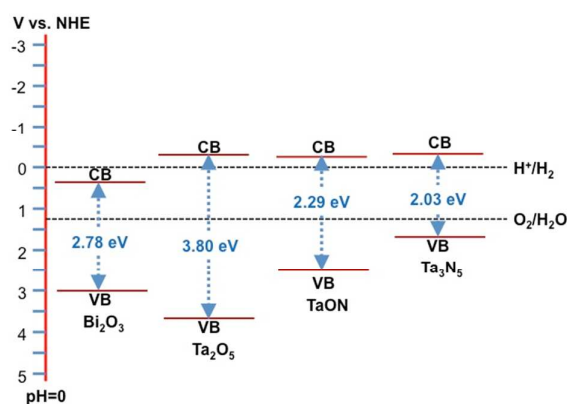 V vs. NHE
-3
-2
-1
0
1
2
3
4
5
pH=0
CB
2.78 eV
VB
Bi₂O₃
CB
3.80 eV
VB
Ta₂O₅
CB
2.29 eV
VB
TaON
CB
2.03 eV
VB
Ta₃N₅
H⁺/H₂
O₂/H₂O